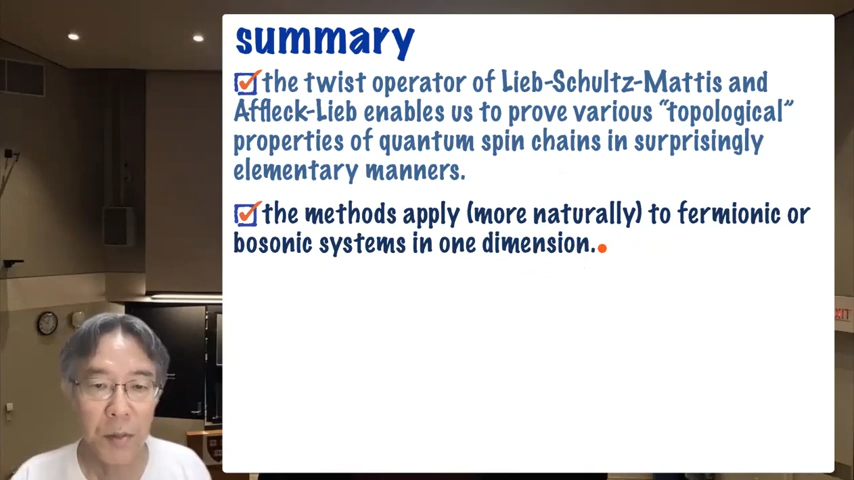 summary
the twist operator of Lieb-Schultz-Mattis and
Affleck-Lieb enables us to prove various “topological”
properties of quantum spin chains in surprisingly
elementary manners.
the methods apply (more naturally) to fermionic or
bosonic systems in one dimension.